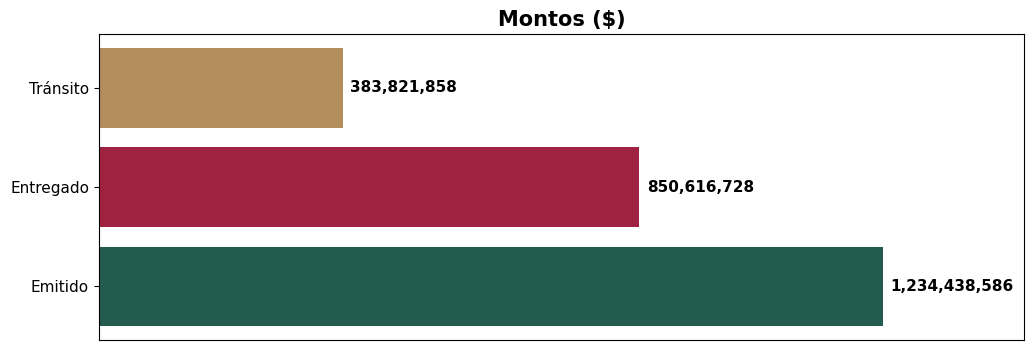 Montos ($)
Tránsito 383,821,858
Entregado 850,616,728
Emitido 1,234,438,586